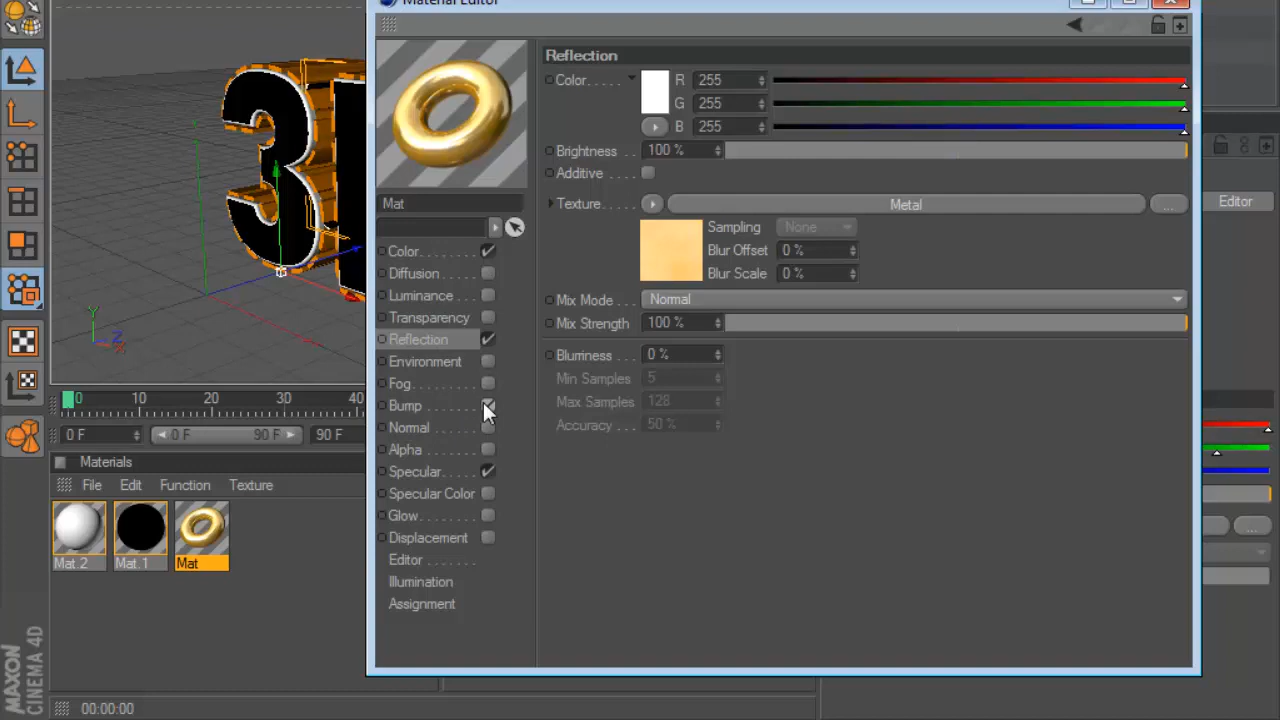 Material Editor
Reflection
Color . . . . . R 255
G 255
B 255
Brightness . . 100 %
Additive . . . .
Texture . . . . Metal ...
Sampling None
Blur Offset 0 %
Blur Scale 0 %
Mix Mode . . . Normal
Mix Strength 100 %
Blurriness . . . 0 %
Min Samples 5
Max Samples 128
Accuracy . . . 50 %
Mat
Color . . . . . . .
Diffusion . . . .
Luminance . . .
Transparency
Reflection . . .
Environment
Fog . . . . . . . .
Bump . . . . . . .
Normal . . . . . .
Alpha . . . . . . .
Specular . . . . .
Specular Color
Glow . . . . . . .
Displacement
Editor . . . . . . .
Illumination
Assignment
Editor
...
3
Y
Z
X
0 10 20 30 40
0 F 0 F 90 F 90 F
Materials
File Edit Function Texture
Mat.2 Mat.1 Mat
MAXON
CINEMA 4D
00:00:00